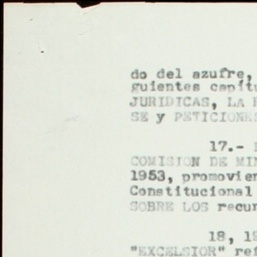 do del azufre,
guientes capítu
JURIDICAS, LA
SE y PETICIONES
17.-
COMISION DE MI
1953, promovien
Constitucional
SOBRE LOS recur
18, 19
"EXCELSIOR" ref